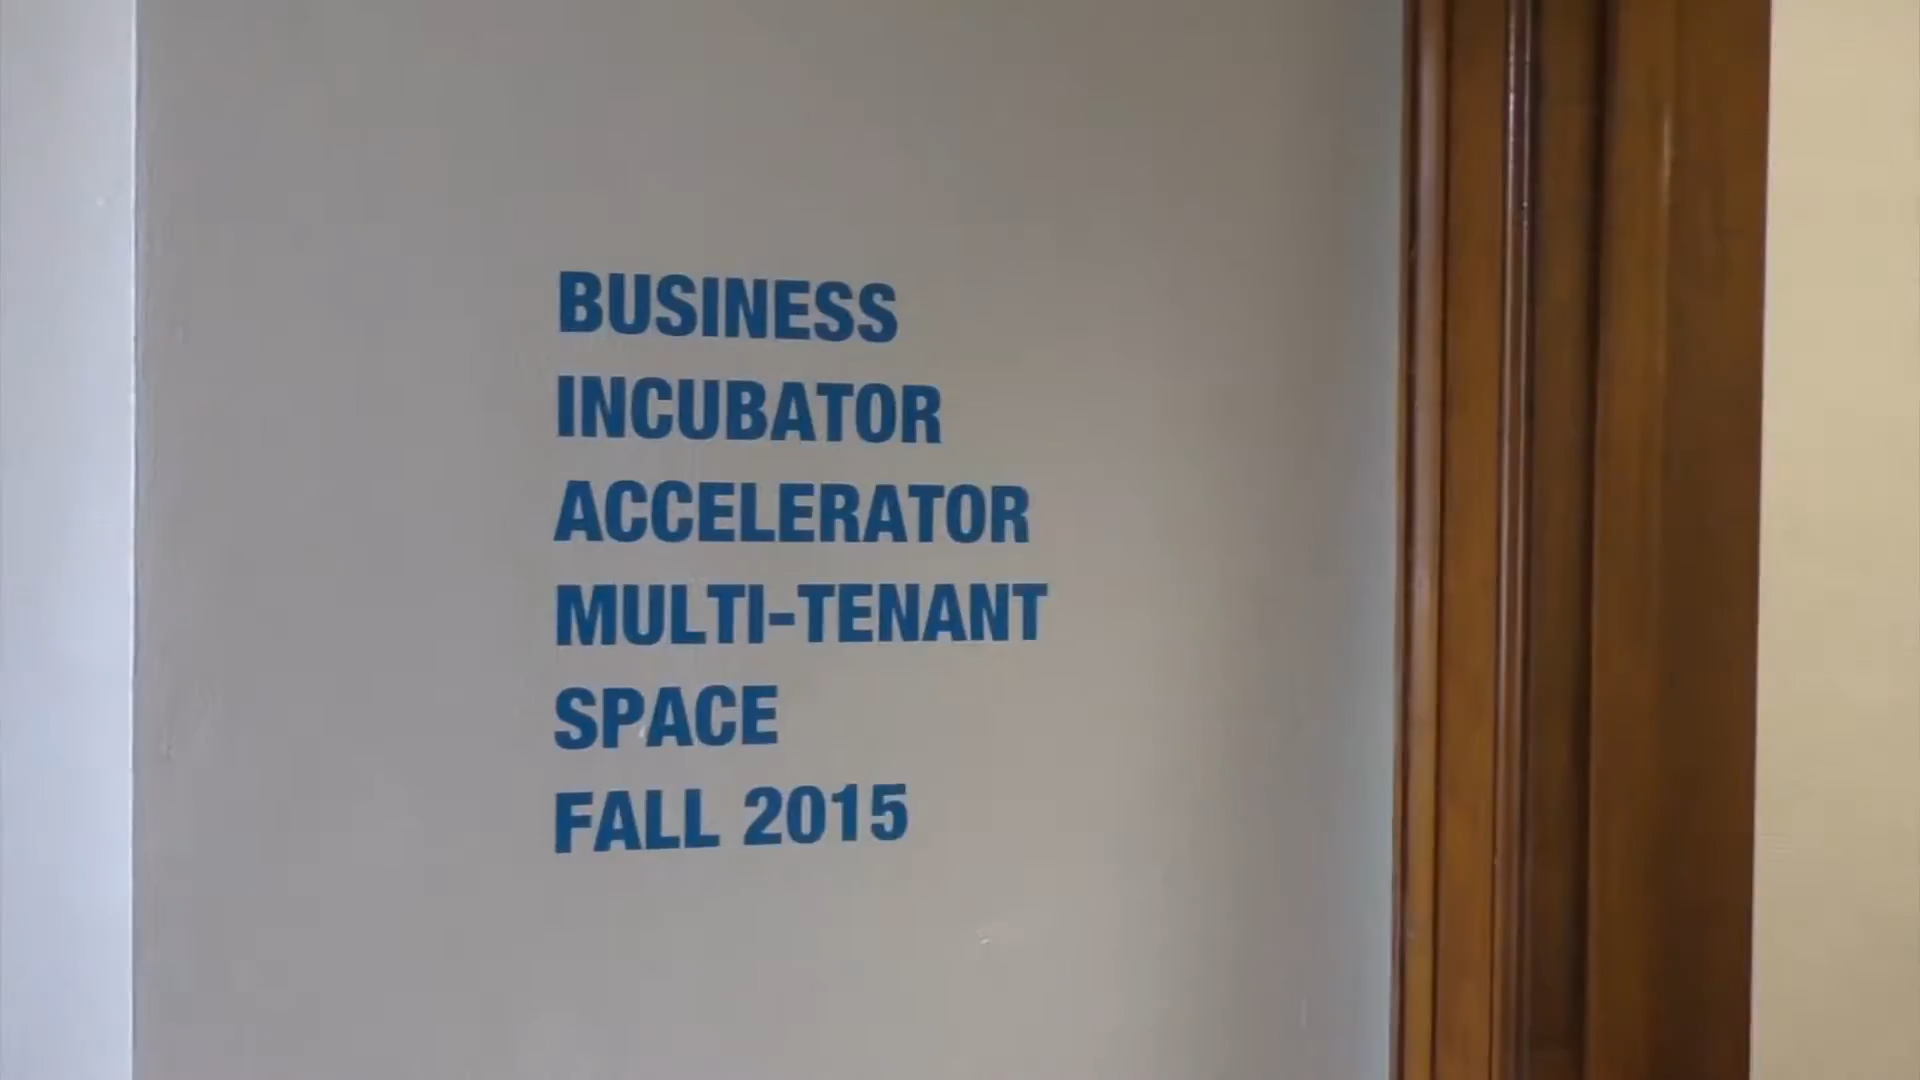 BUSINESS
INCUBATOR
ACCELERATOR
MULTI-TENANT
SPACE
FALL 2015